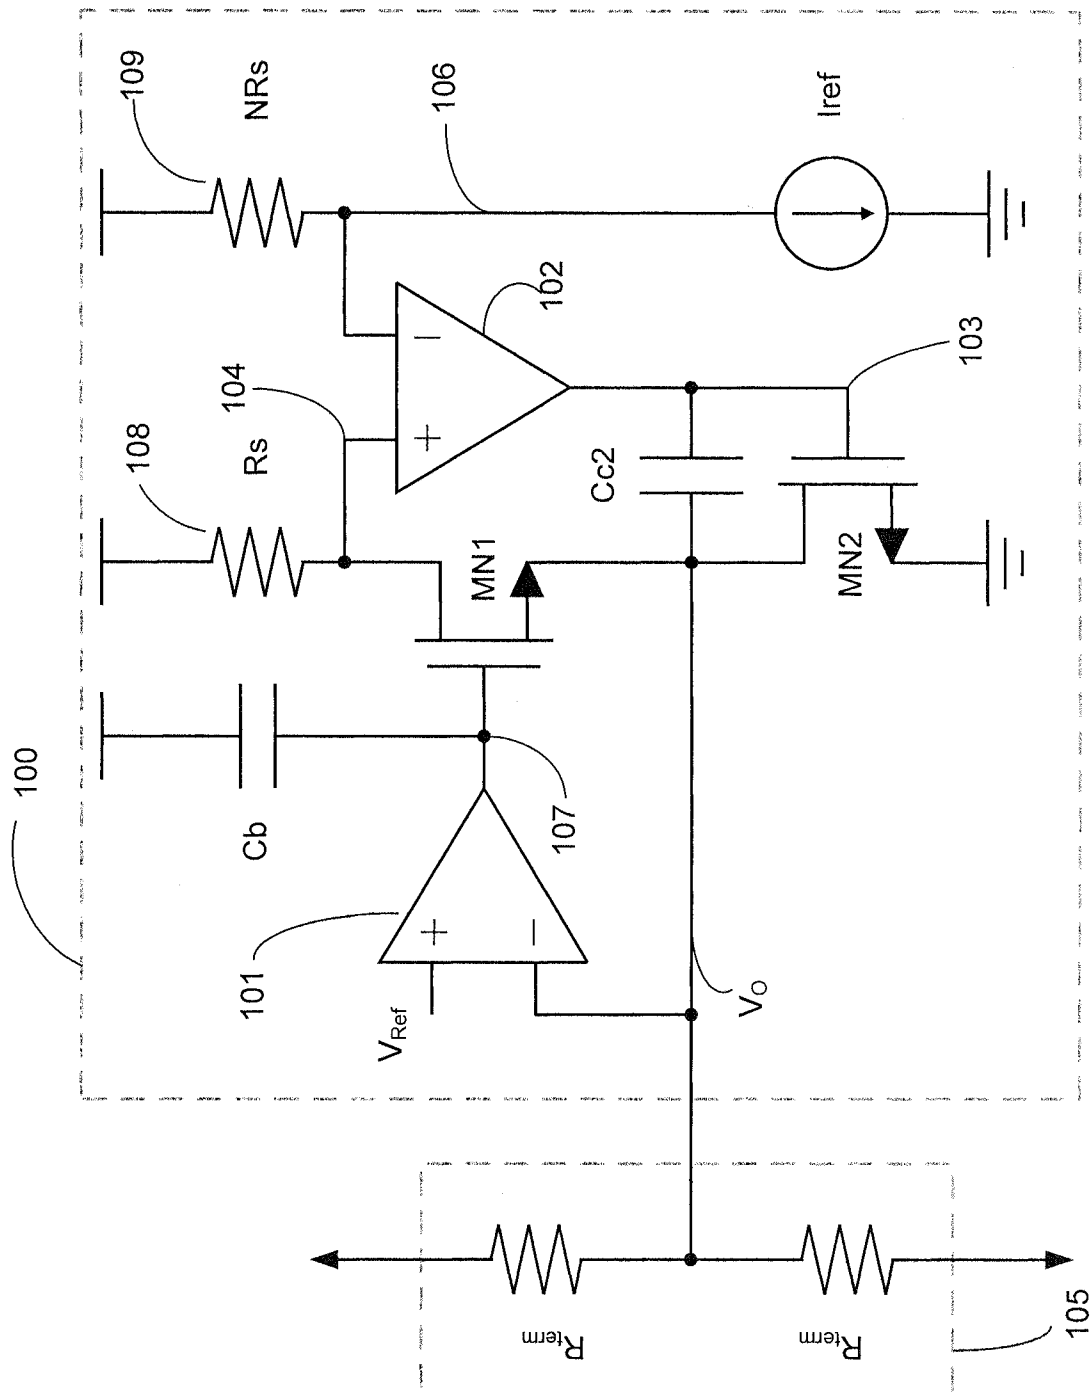 100
109
NRs
108
Rs
106
104
Cb
+
−
102
MN1
Iref
107
101
+
−
VRef
Cc2
103
MN2
VO
Rterm
Rterm
105